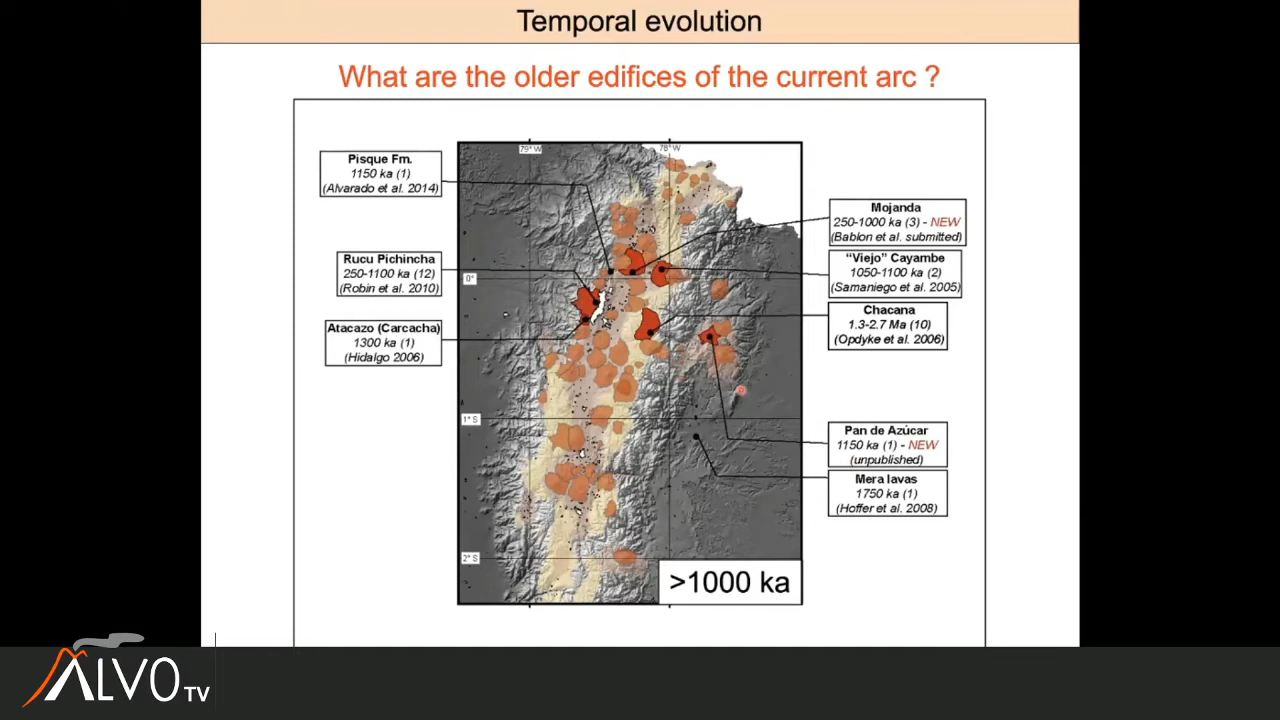 Temporal evolution
What are the older edifices of the current arc ?
79° W
78° W
Pisque Fm.
1150 ka (1)
(Alvarado et al. 2014)
Mojanda
250-1000 ka (3) - NEW
(Bablon et al. submitted)
Rucu Pichincha
250-1100 ka (12)
(Robin et al. 2010)
"Viejo" Cayambe
1050-1100 ka (2)
(Samaniego et al. 2005)
0°
Atacazo (Carcacha)
1300 ka (1)
(Hidalgo 2006)
Chacana
1.3-2.7 Ma (10)
(Opdyke et al. 2006)
1° S
Pan de Azúcar
1150 ka (1) - NEW
(unpublished)
Mera lavas
1750 ka (1)
(Hoffer et al. 2008)
2° S
>1000 ka
ALVO TV